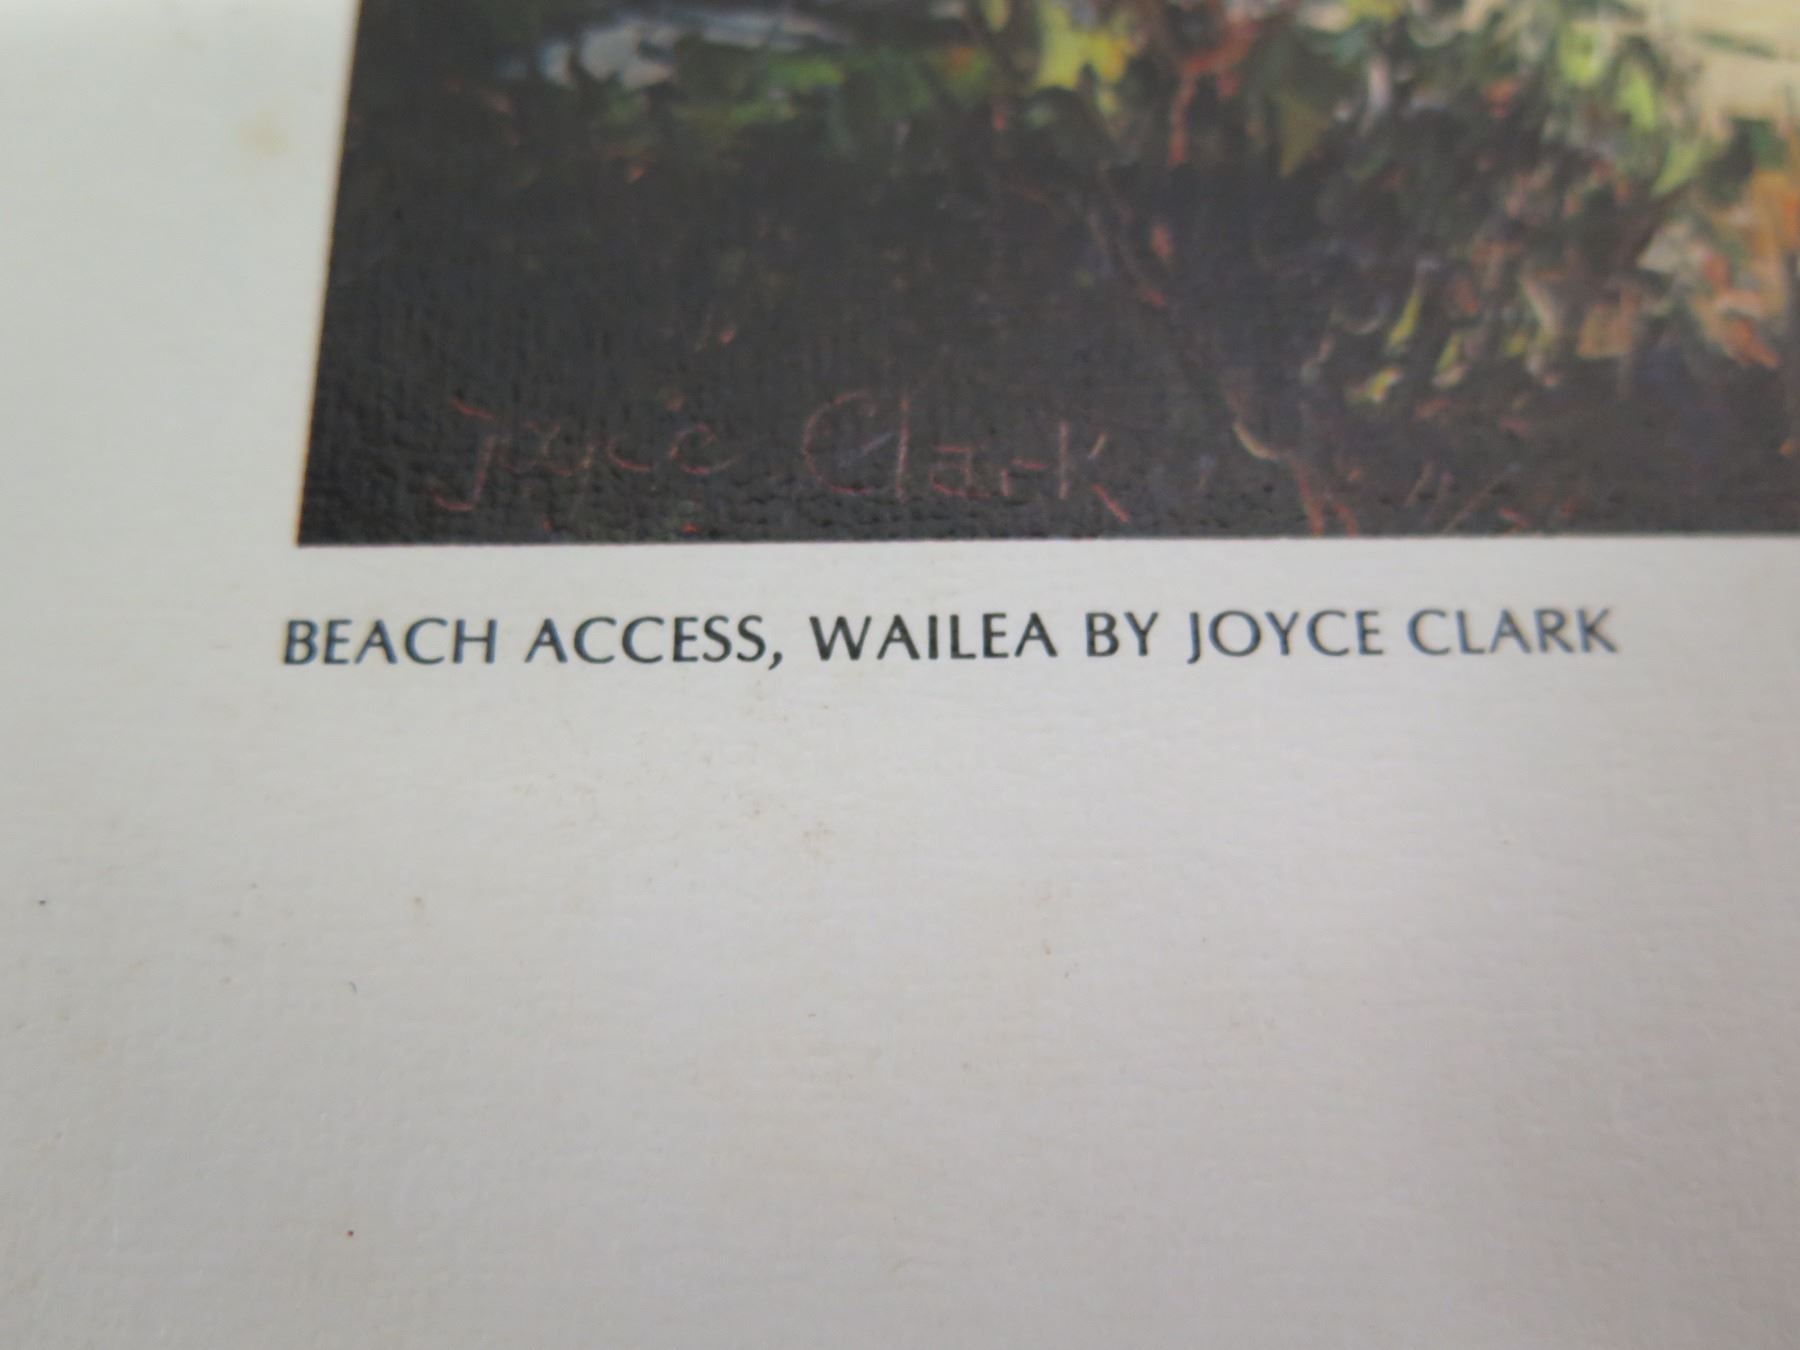 Joyce Clark
BEACH ACCESS, WAILEA BY JOYCE CLARK